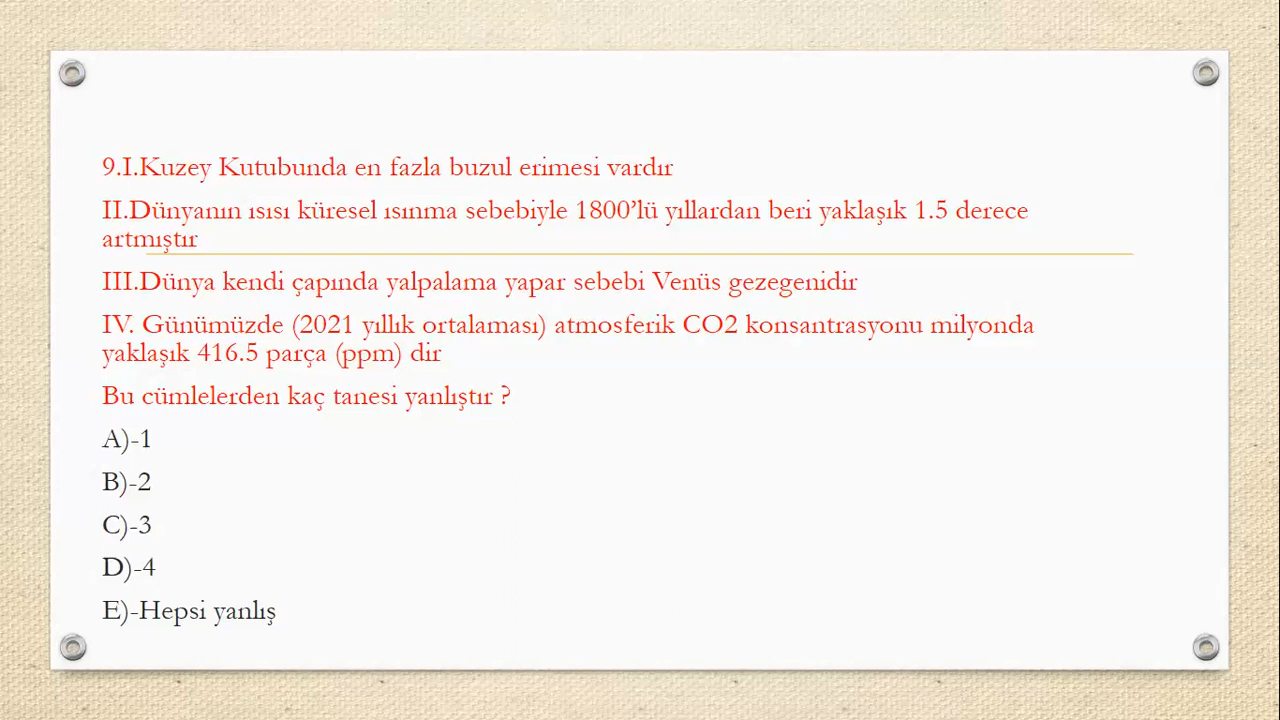 9.I.Kuzey Kutubunda en fazla buzul erimesi vardır
II.Dünyanın ısısı küresel ısınma sebebiyle 1800'lü yıllardan beri yaklaşık 1.5 derece
artmıştır
III.Dünya kendi çapında yalpalama yapar sebebi Venüs gezegenidir
IV. Günümüzde (2021 yıllık ortalaması) atmosferik CO2 konsantrasyonu milyonda
yaklaşık 416.5 parça (ppm) dir
Bu cümlelerden kaç tanesi yanlıştır ?
A)-1
B)-2
C)-3
D)-4
E)-Hepsi yanlış